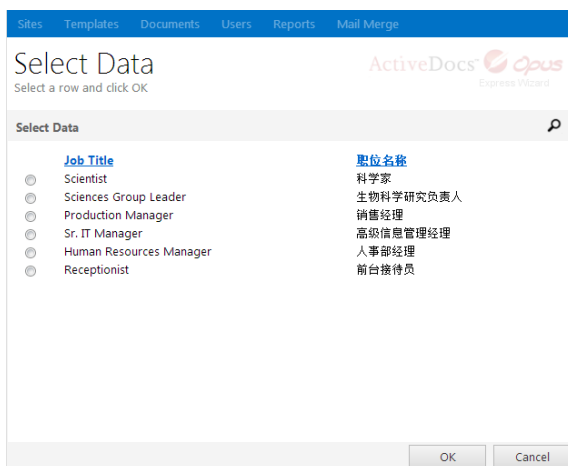 Sites Templates Documents Users Reports Mail Merge
Select Data
Select a row and click OK
ActiveDocs Opus
Express Wizard
Select Data
Job Title 职位名称
Scientist 科学家
Sciences Group Leader 生物科学研究负责人
Production Manager 销售经理
Sr. IT Manager 高级信息管理经理
Human Resources Manager 人事部经理
Receptionist 前台接待员
OK Cancel